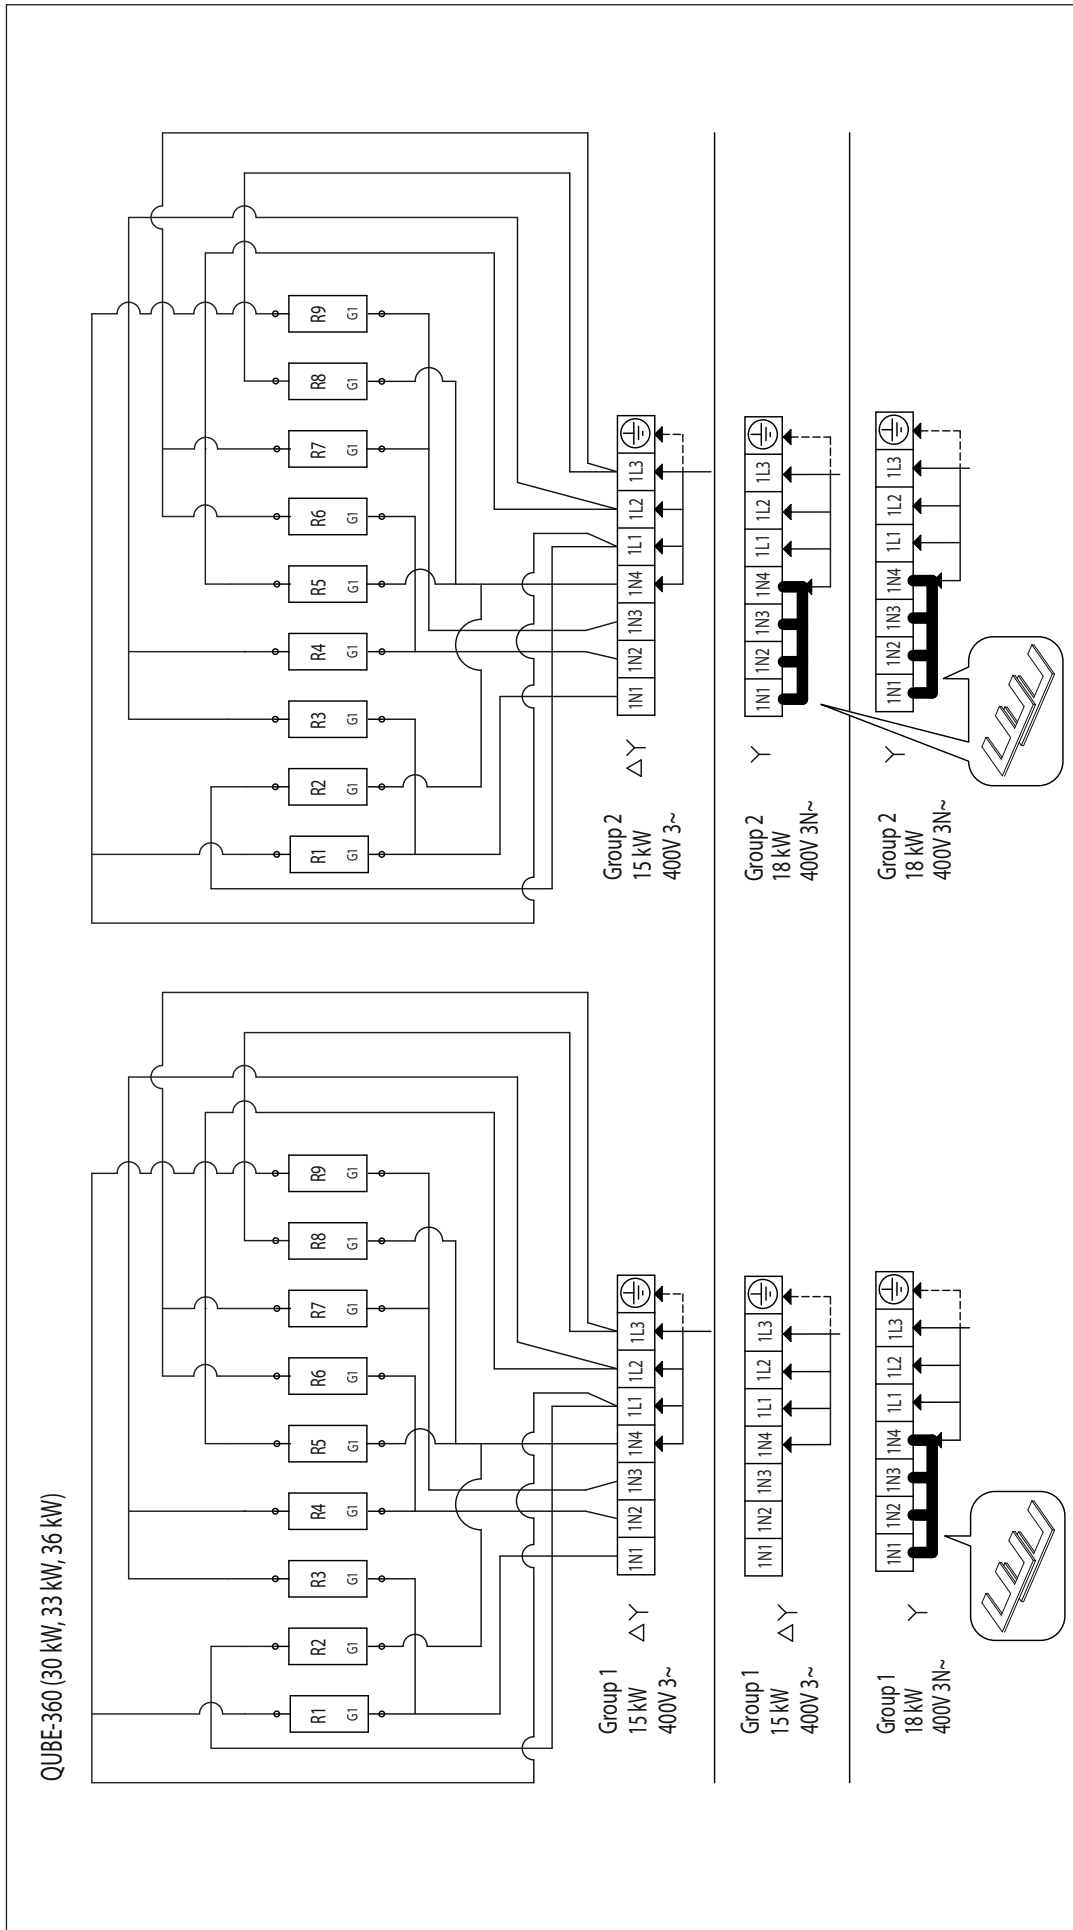 QUBE-360 (30 kW, 33 kW, 36 kW)
R1 R2 R3 R4 R5 R6 R7 R8 R9
G1 G1 G1 G1 G1 G1 G1 G1 G1
R1 R2 R3 R4 R5 R6 R7 R8 R9
G1 G1 G1 G1 G1 G1 G1 G1 G1
Group 1
15 kW
400V 3~
△Y
1N1 1N2 1N3 1N4 1L1 1L2 1L3
Group 2
15 kW
400V 3~
△Y
1N1 1N2 1N3 1N4 1L1 1L2 1L3
Group 1
15 kW
400V 3~
△Y
1N1 1N2 1N3 1N4 1L1 1L2 1L3
Group 2
18 kW
400V 3N~
Y
1N1 1N2 1N3 1N4 1L1 1L2 1L3
Group 1
18 kW
400V 3N~
Y
1N1 1N2 1N3 1N4 1L1 1L2 1L3
Group 2
18 kW
400V 3N~
Y
1N1 1N2 1N3 1N4 1L1 1L2 1L3